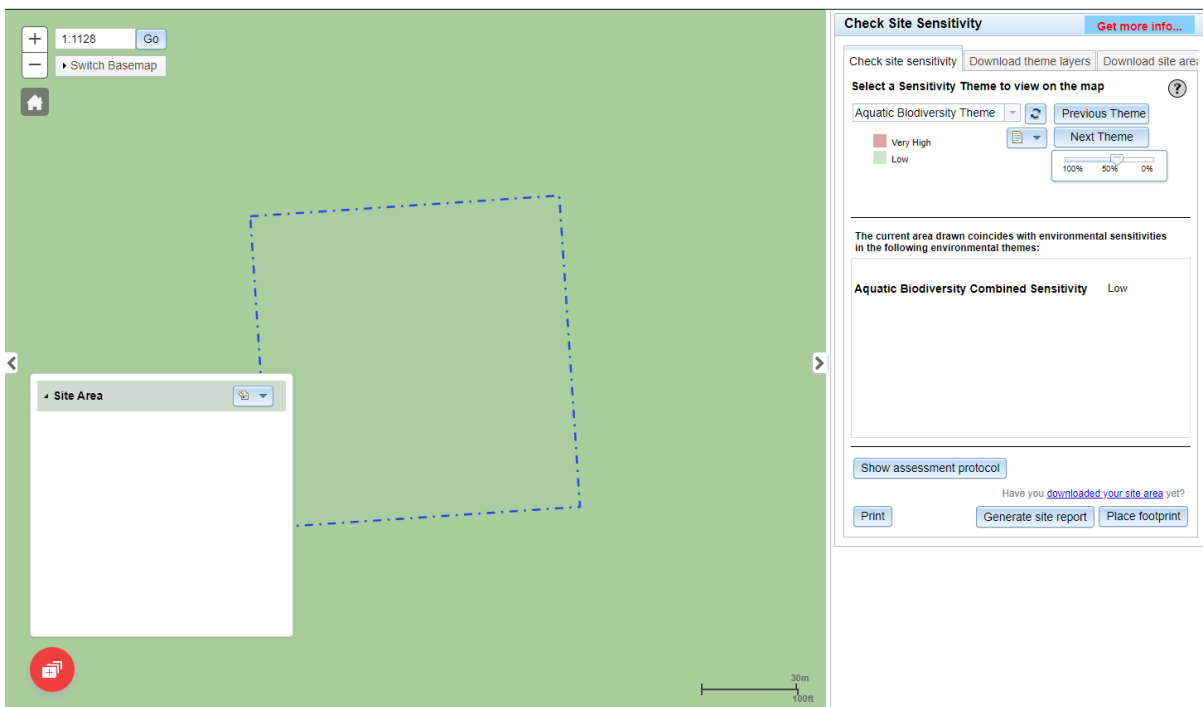 +
1:1128
Go
−
Switch Basemap
Site Area
30m
100ft
Check Site Sensitivity
Get more info...
Check site sensitivity
Download theme layers
Download site area
Select a Sensitivity Theme to view on the map
?
Aquatic Biodiversity Theme
Previous Theme
Very High
Next Theme
Low
100% 50% 0%
The current area drawn coincides with environmental sensitivities
in the following environmental themes:
Aquatic Biodiversity Combined Sensitivity Low
Show assessment protocol
Have you downloaded your site area yet?
Print
Generate site report
Place footprint